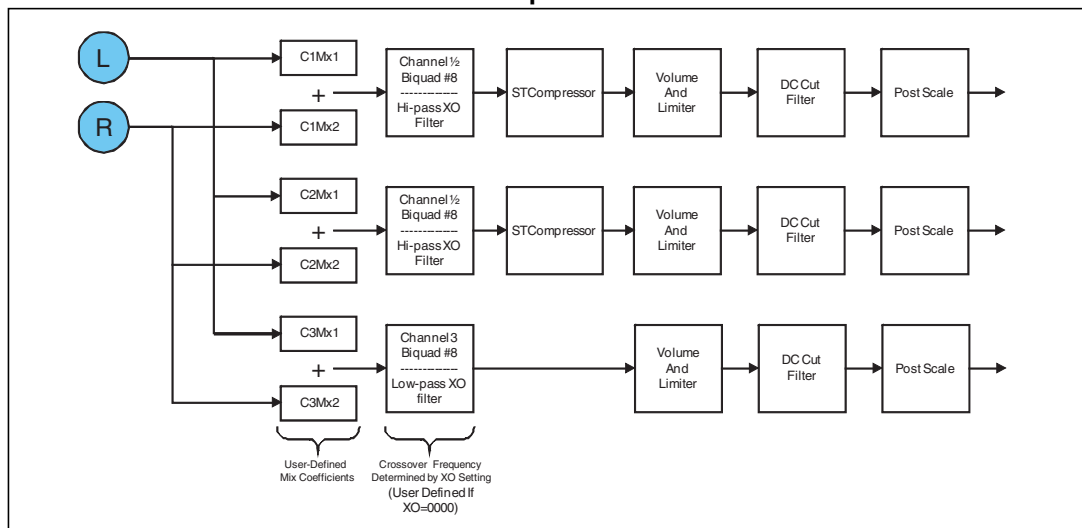 L
R
C1Mx1
+
C1Mx2
Channel ½
Biquad #8
--------------
Hi-pass XO
Filter
STCompressor
Volume
And
Limiter
DC Cut
Filter
Post Scale
C2Mx1
+
C2Mx2
Channel ½
Biquad #8
--------------
Hi-pass XO
Filter
STCompressor
Volume
And
Limiter
DC Cut
Filter
Post Scale
C3Mx1
+
C3Mx2
Channel 3
Biquad #8
--------------
Low-pass XO
filter
Volume
And
Limiter
DC Cut
Filter
Post Scale
User-Defined
Mix Coefficients
Crossover Frequency
Determined by XO Setting
(User Defined If
XO=0000)